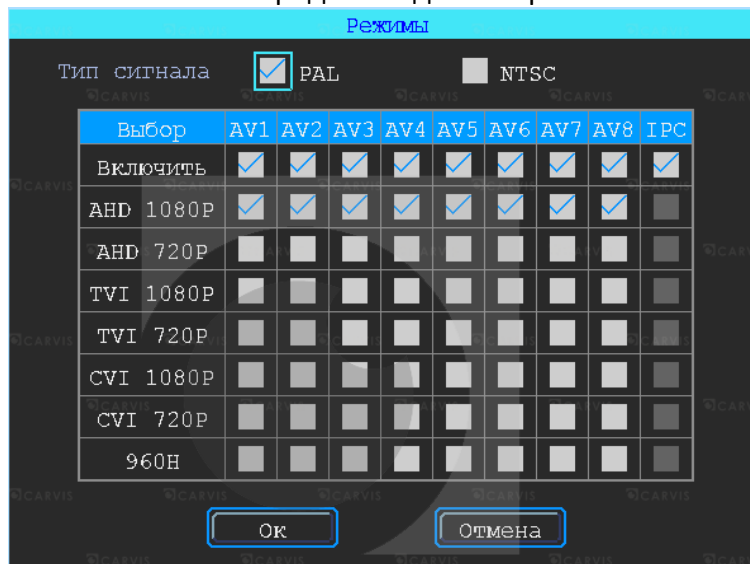 Режимы
Тип сигнала PAL NTSC
Выбор AV1 AV2 AV3 AV4 AV5 AV6 AV7 AV8 IPC
Включить
AHD 1080P
AHD 720P
TVI 1080P
TVI 720P
CVI 1080P
CVI 720P
960H
Ок Отмена